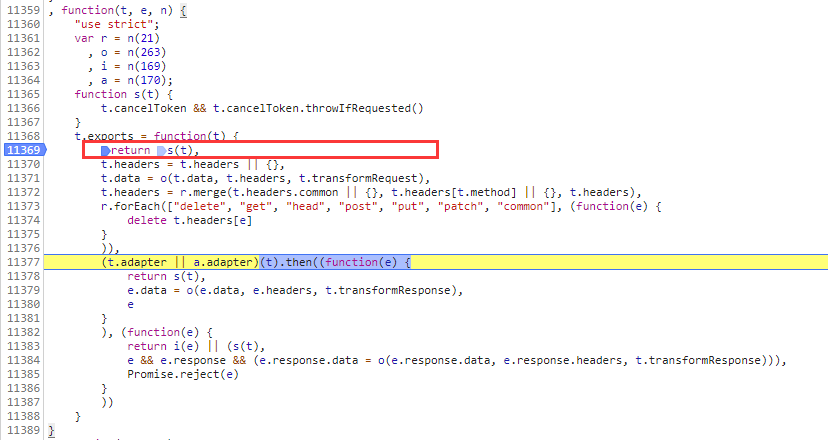 11359 , function(t, e, n) {
11360 "use strict";
11361 var r = n(21)
11362 , o = n(263)
11363 , i = n(169)
11364 , a = n(170);
11365 function s(t) {
11366 t.cancelToken && t.cancelToken.throwIfRequested()
11367 }
11368 t.exports = function(t) {
11369 return s(t),
11370 t.headers = t.headers || {},
11371 t.data = o(t.data, t.headers, t.transformRequest),
11372 t.headers = r.merge(t.headers.common || {}, t.headers[t.method] || {}, t.headers),
11373 r.forEach(["delete", "get", "head", "post", "put", "patch", "common"], (function(e) {
11374 delete t.headers[e]
11375 }
11376 )),
11377 (t.adapter || a.adapter)(t).then((function(e) {
11378 return s(t),
11379 e.data = o(e.data, e.headers, t.transformResponse),
11380 e
11381 }
11382 ), (function(e) {
11383 return i(e) || (s(t),
11384 e && e.response && (e.response.data = o(e.response.data, e.response.headers, t.transformResponse))),
11385 Promise.reject(e)
11386 }
11387 ))
11388 }
11389 }